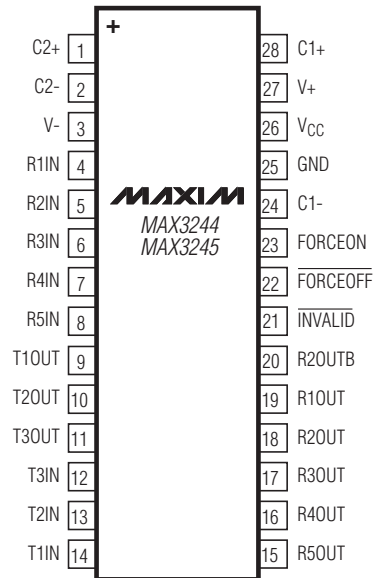 +
C2+ 1 28 C1+
C2- 2 27 V+
V- 3 26 VCC
R1IN 4 25 GND
R2IN 5 24 C1-
MAXIM
MAX3244
MAX3245
R3IN 6 23 FORCEON
R4IN 7 22 FORCEOFF
R5IN 8 21 INVALID
T1OUT 9 20 R2OUTB
T2OUT 10 19 R1OUT
T3OUT 11 18 R2OUT
T3IN 12 17 R3OUT
T2IN 13 16 R4OUT
T1IN 14 15 R5OUT